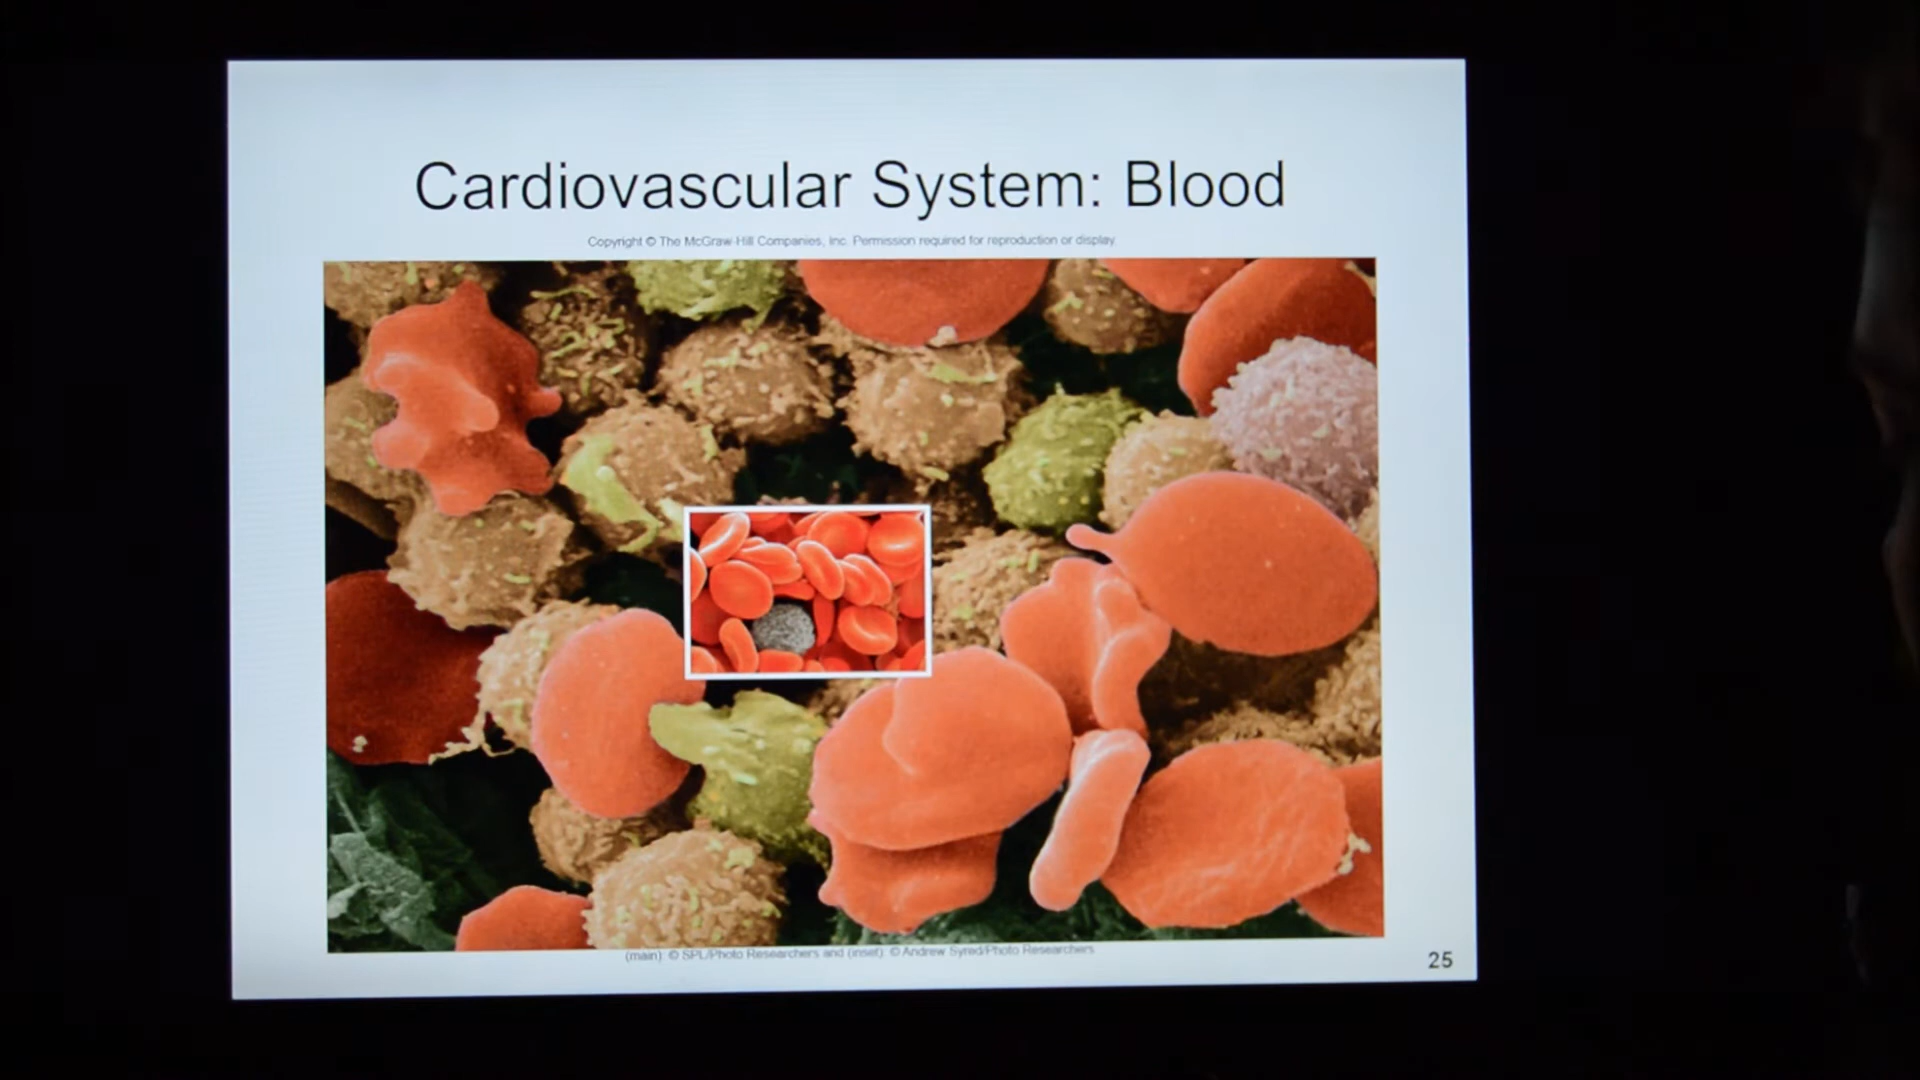 Cardiovascular System: Blood
Copyright © The McGraw-Hill Companies, Inc. Permission required for reproduction or display.
(main): © SPL/Photo Researchers and (inset): © Andrew Syred/Photo Researchers
25